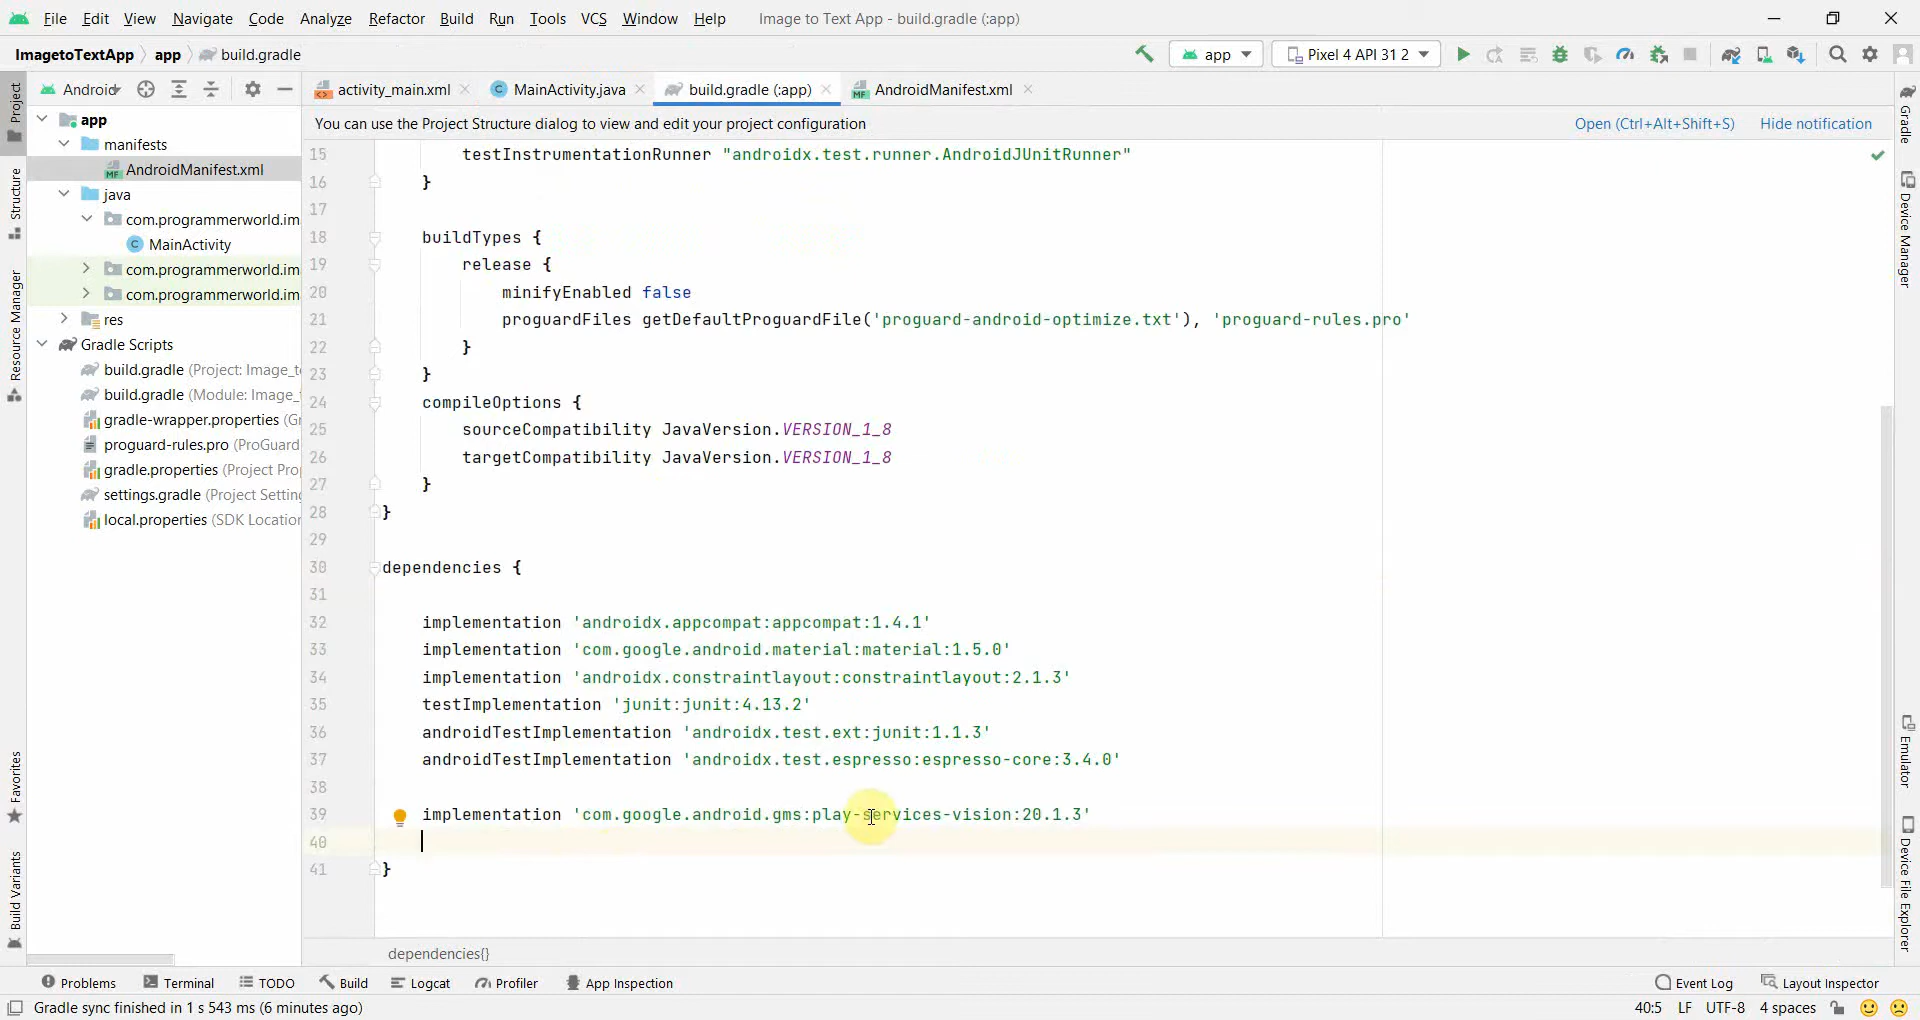 File Edit View Navigate Code Analyze Refactor Build Run Tools VCS Window Help Image to Text App - build.gradle (:app)
ImagetoTextApp app build.gradle app Pixel 4 API 31 2
Android activity_main.xml MainActivity.java build.gradle (:app) AndroidManifest.xml
You can use the Project Structure dialog to view and edit your project configuration Open (Ctrl+Alt+Shift+S) Hide notification
Project
Structure
Resource Manager
Favorites
Build Variants
app
manifests
AndroidManifest.xml
java
com.programmerworld.im
MainActivity
com.programmerworld.im
com.programmerworld.im
res
Gradle Scripts
build.gradle (Project: Image_t
build.gradle (Module: Image_
gradle-wrapper.properties (Gr
proguard-rules.pro (ProGuard
gradle.properties (Project Pro
settings.gradle (Project Settin
local.properties (SDK Location
15 testInstrumentationRunner "androidx.test.runner.AndroidJUnitRunner"
16 }
17
18 buildTypes {
19 release {
20 minifyEnabled false
21 proguardFiles getDefaultProguardFile('proguard-android-optimize.txt'), 'proguard-rules.pro'
22 }
23 }
24 compileOptions {
25 sourceCompatibility JavaVersion.VERSION_1_8
26 targetCompatibility JavaVersion.VERSION_1_8
27 }
28 }
29
30 dependencies {
31
32 implementation 'androidx.appcompat:appcompat:1.4.1'
33 implementation 'com.google.android.material:material:1.5.0'
34 implementation 'androidx.constraintlayout:constraintlayout:2.1.3'
35 testImplementation 'junit:junit:4.13.2'
36 androidTestImplementation 'androidx.test.ext:junit:1.1.3'
37 androidTestImplementation 'androidx.test.espresso:espresso-core:3.4.0'
38
39 implementation 'com.google.android.gms:play-services-vision:20.1.3'
40
41 }
dependencies{}
Gradle
Device Manager
Emulator
Device File Explorer
Problems Terminal TODO Build Logcat Profiler App Inspection Event Log Layout Inspector
Gradle sync finished in 1 s 543 ms (6 minutes ago) 40:5 LF UTF-8 4 spaces